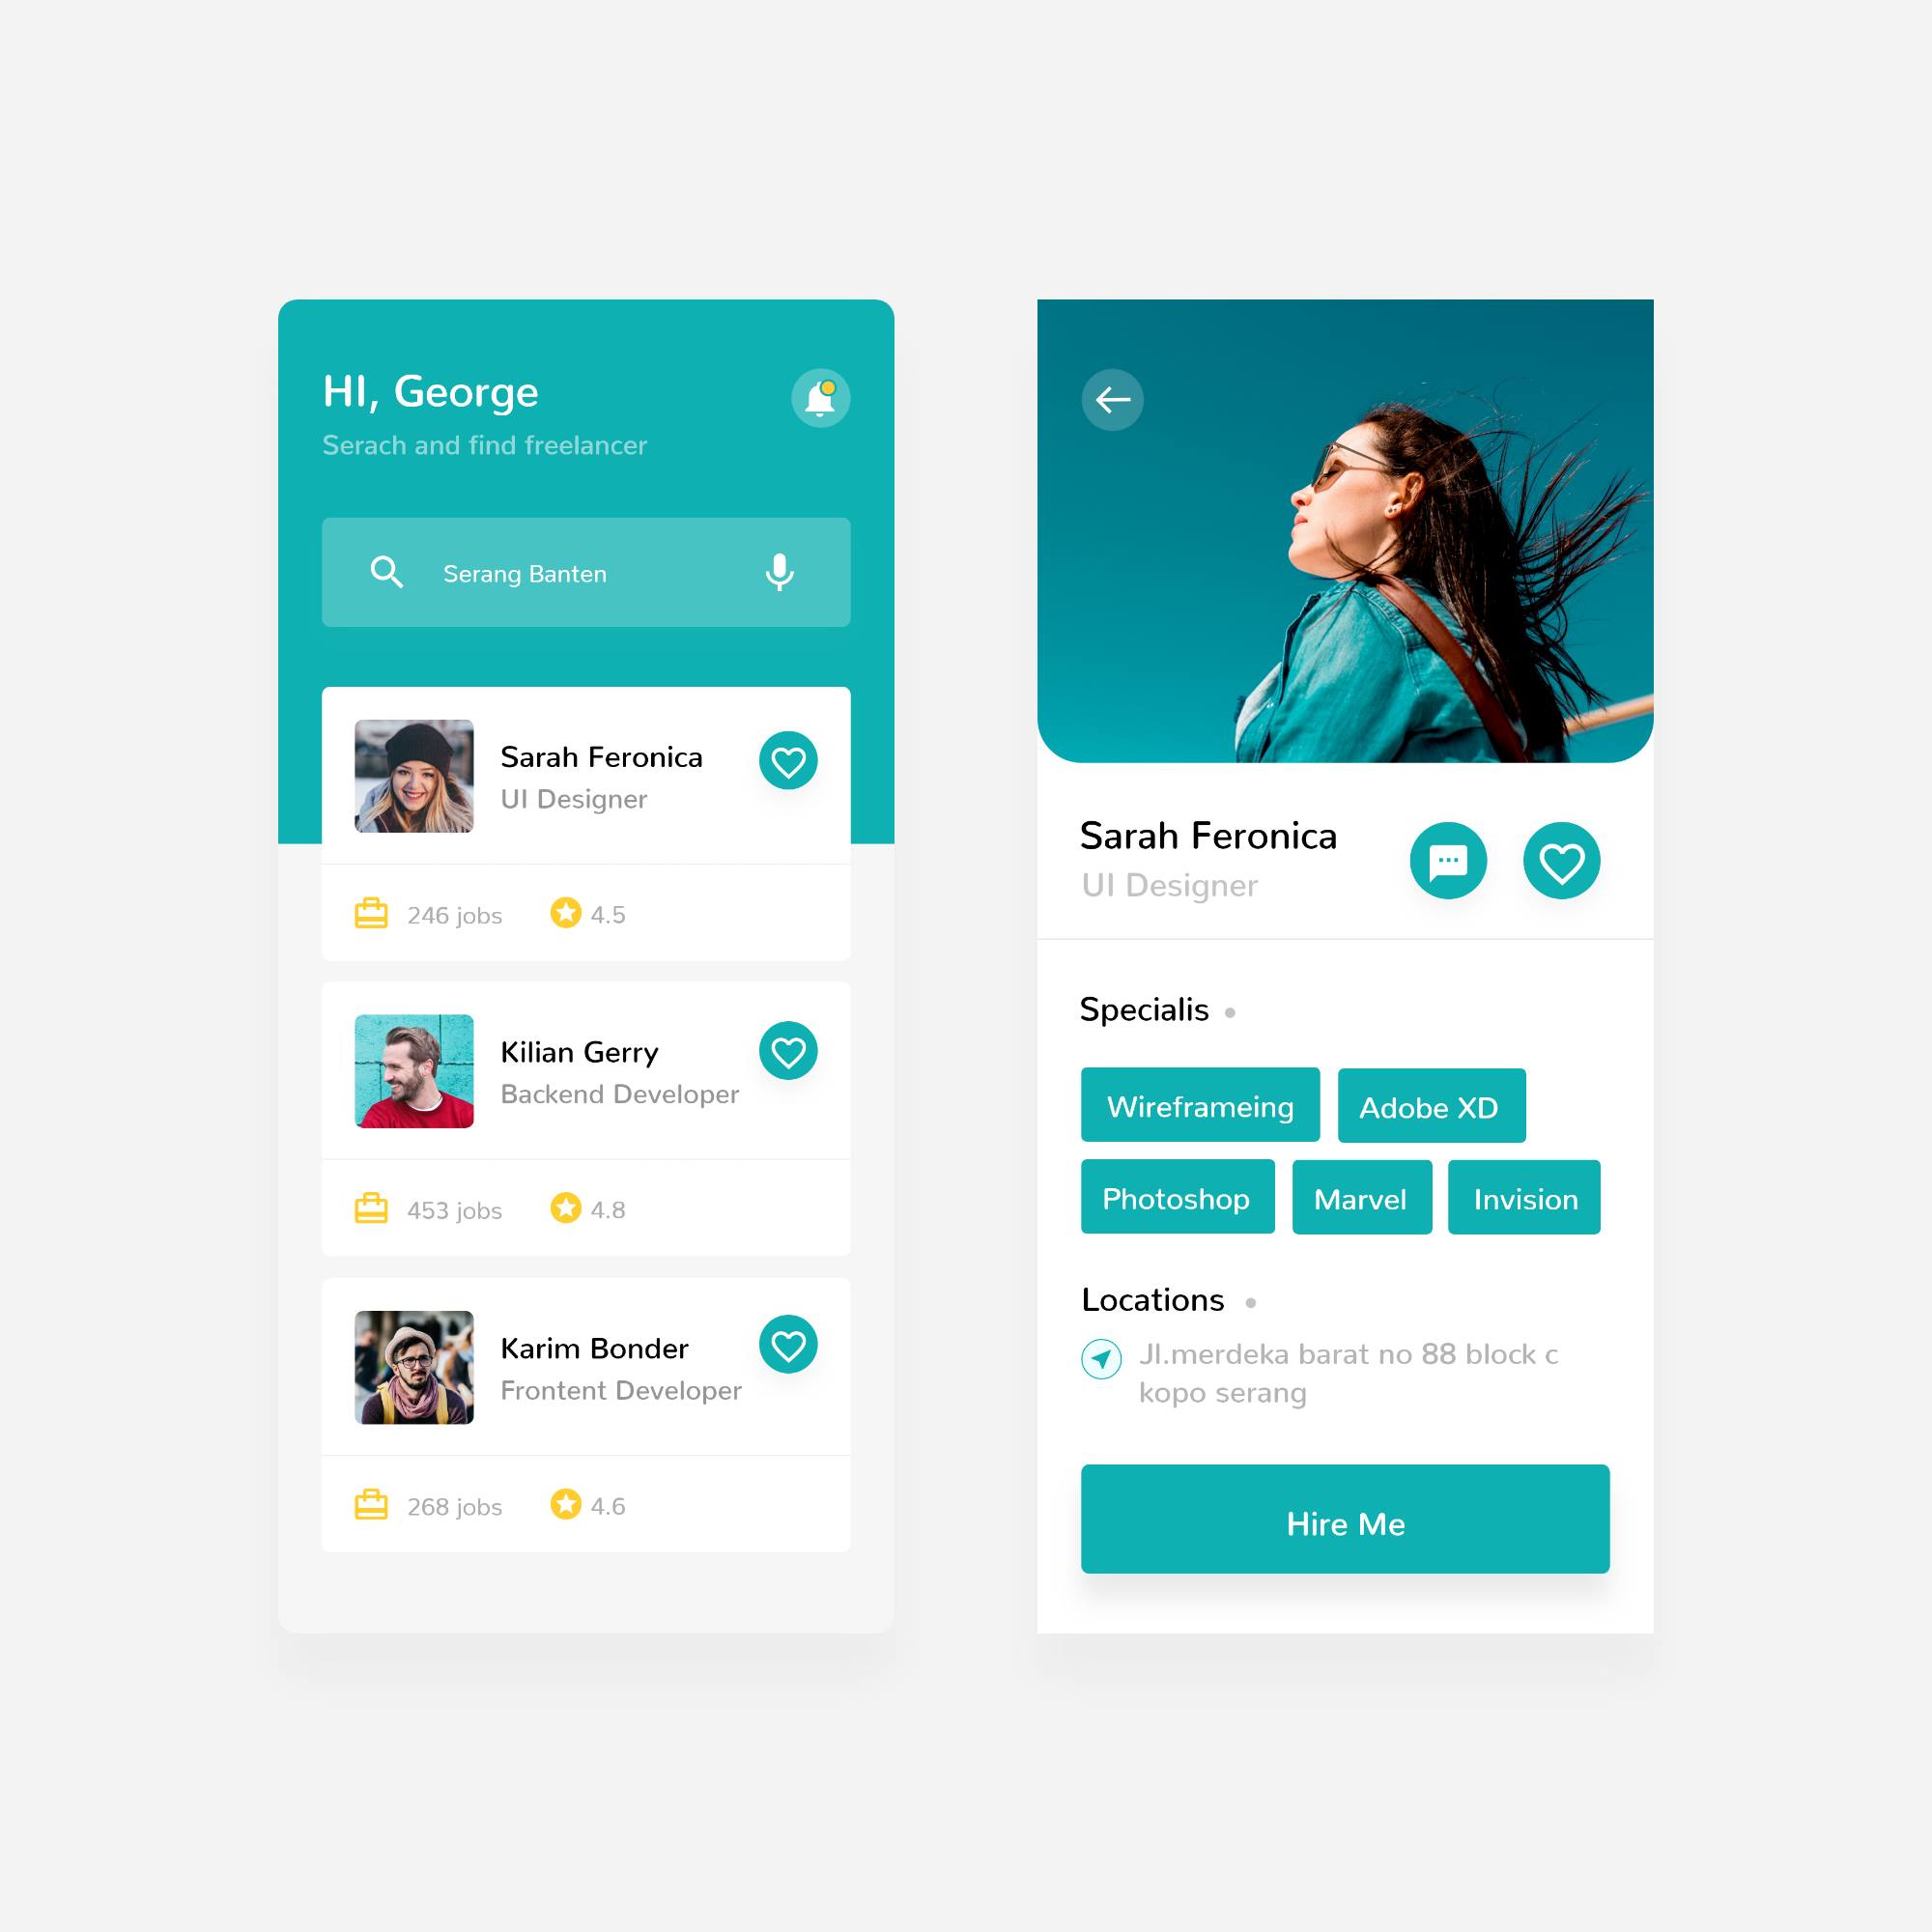 HI, George
Serach and find freelancer
Serang Banten
Sarah Feronica
UI Designer
246 jobs 4.5
Kilian Gerry
Backend Developer
453 jobs 4.8
Karim Bonder
Frontent Developer
268 jobs 4.6
Sarah Feronica
UI Designer
Specialis
Wireframeing Adobe XD
Photoshop Marvel Invision
Locations
Jl.merdeka barat no 88 block c
kopo serang
Hire Me